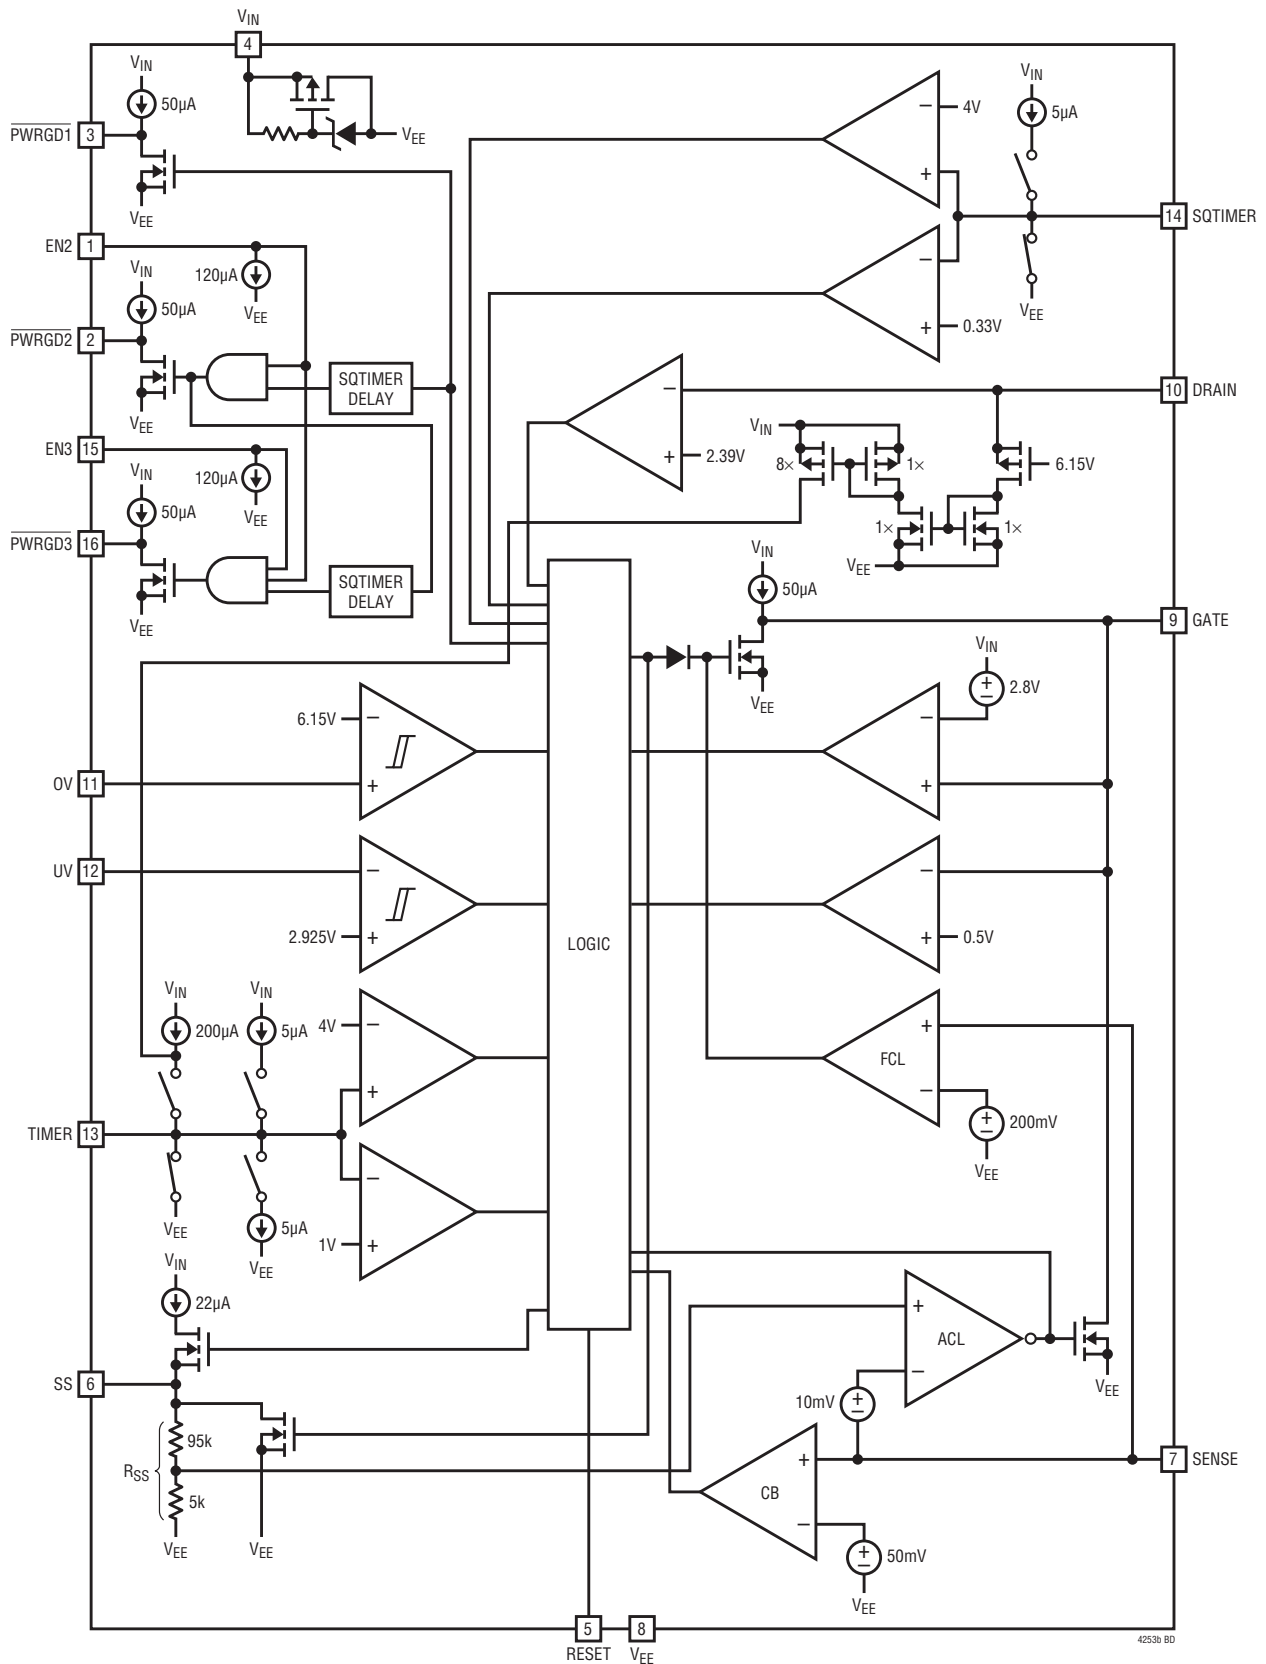 VIN
4
VIN
50µA
VEE
PWRGD1
3
VEE
EN2
1
VIN
120µA
50µA
VEE
PWRGD2
2
SQTIMER
DELAY
VEE
EN3
15
VIN
120µA
50µA
VEE
PWRGD3
16
SQTIMER
DELAY
VEE
−
4V
+
VIN
5µA
14
SQTIMER
−
+
0.33V
VEE
−
+
2.39V
10
DRAIN
VIN
8×
1×
6.15V
1×
1×
VEE
VIN
50µA
9
GATE
VEE
VIN
+
−
2.8V
−
+
6.15V
−
+
OV
11
UV
12
−
2.925V
+
LOGIC
−
+
0.5V
VIN
VIN
200µA
5µA
4V
−
+
TIMER
13
−
1V
+
VEE
5µA
VEE
+
FCL
−
+
−
200mV
VEE
VIN
22µA
SS
6
95k
RSS
5k
VEE
VEE
+
ACL
−
VEE
10mV
+
−
+
CB
−
7
SENSE
+
−
50mV
VEE
5
RESET
8
VEE
4253b BD